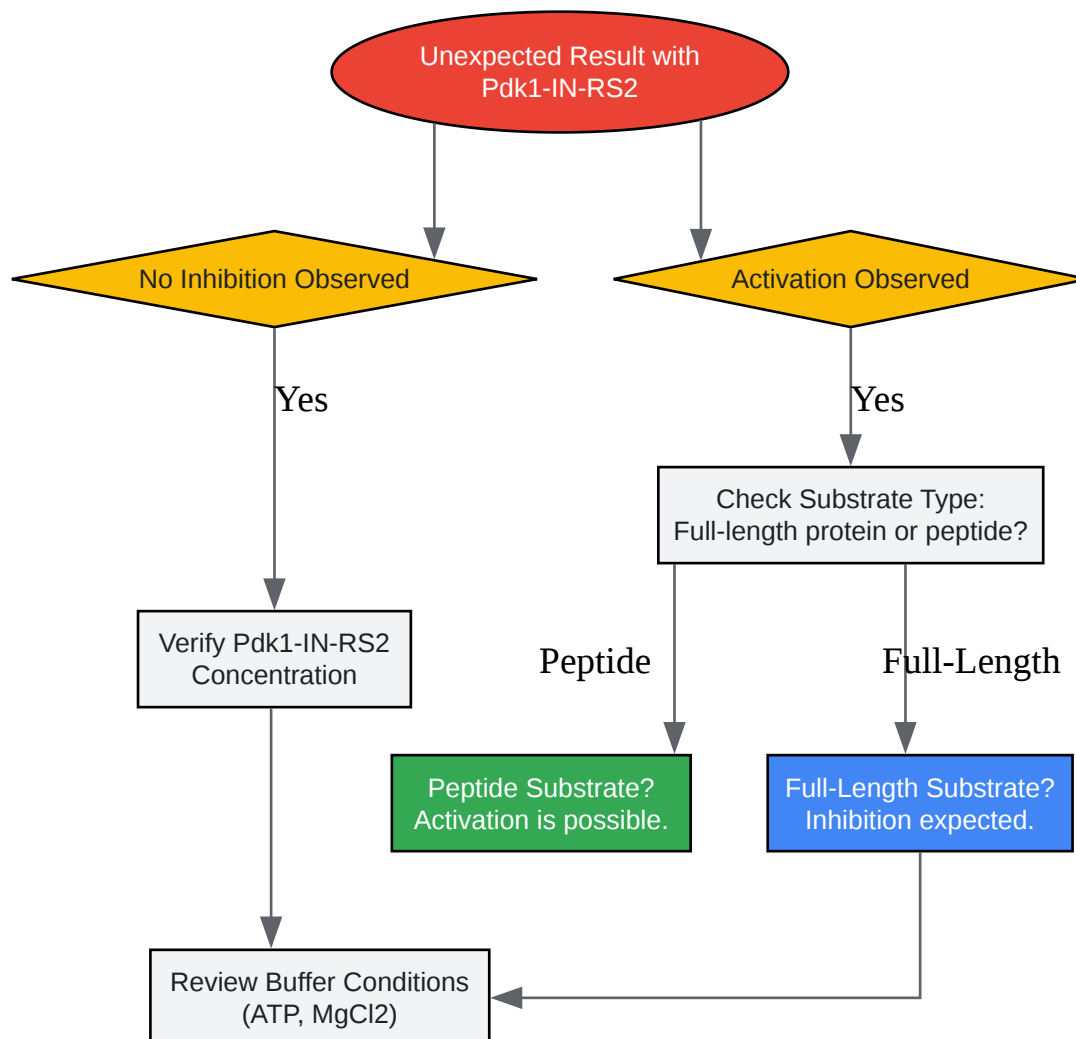 Unexpected Result with
Pdk1-IN-RS2
No Inhibition Observed
Activation Observed
Yes
Yes
Check Substrate Type:
Full-length protein or peptide?
Verify Pdk1-IN-RS2
Concentration
Peptide
Full-Length
Peptide Substrate?
Activation is possible.
Full-Length Substrate?
Inhibition expected.
Review Buffer Conditions
(ATP, MgCl2)